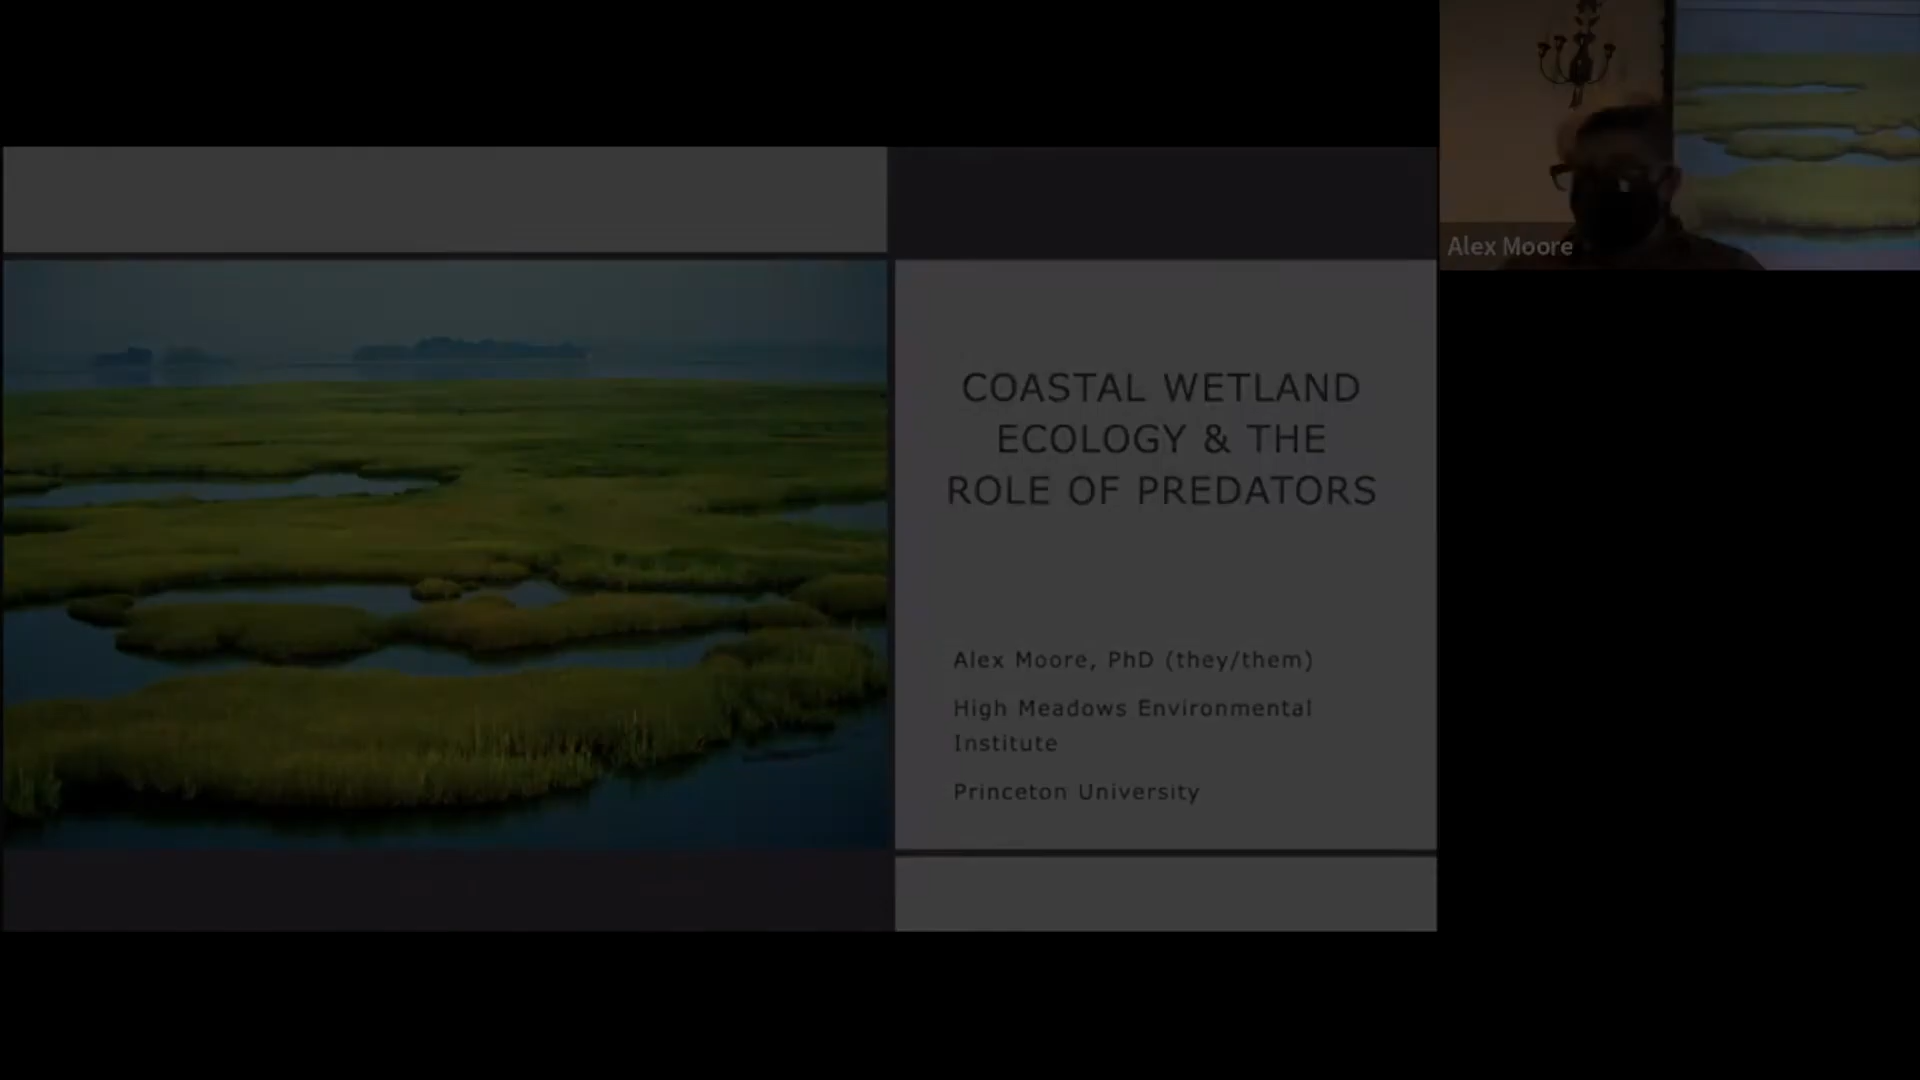 Alex Moore
COASTAL WETLAND
ECOLOGY & THE
ROLE OF PREDATORS
Alex Moore, PhD (they/them)
High Meadows Environmental
Institute
Princeton University